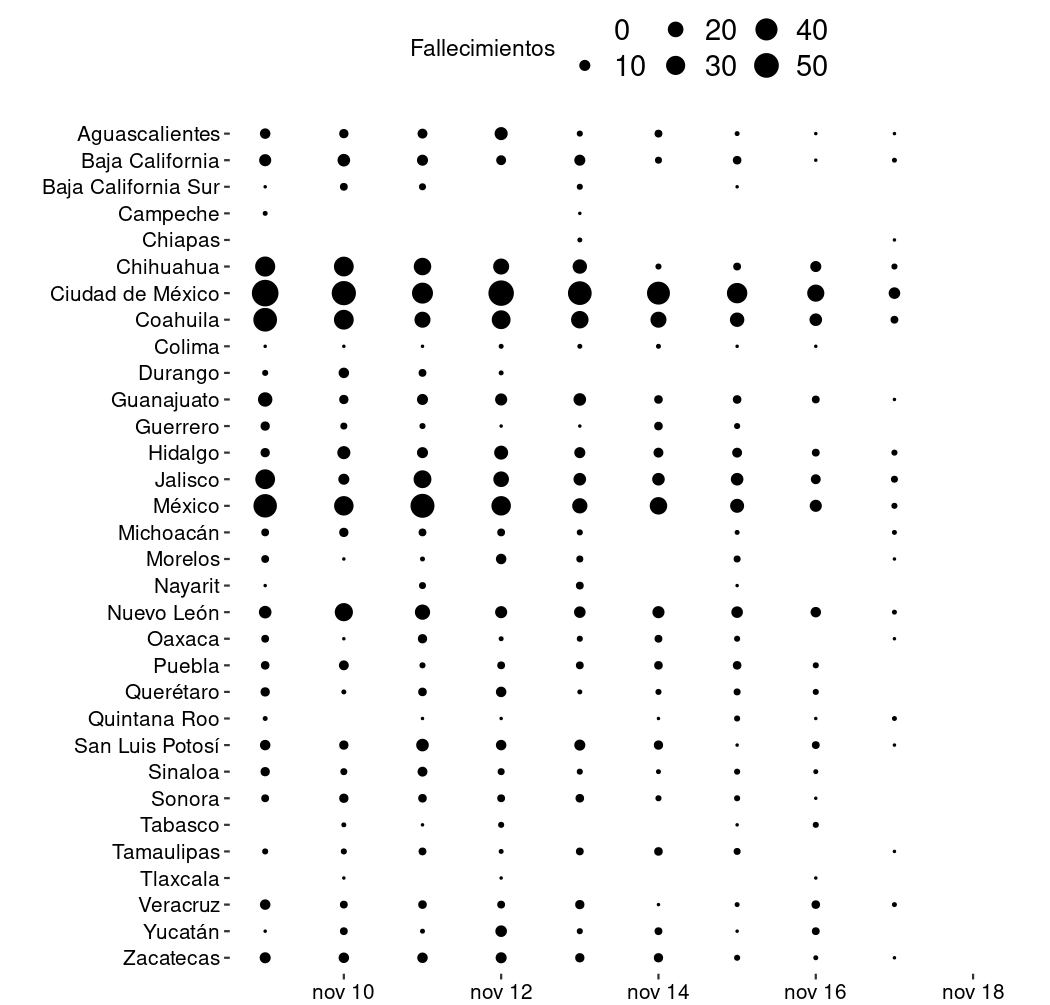 Fallecimientos
0 20 40
10 30 50
Aguascalientes
Baja California
Baja California Sur
Campeche
Chiapas
Chihuahua
Ciudad de México
Coahuila
Colima
Durango
Guanajuato
Guerrero
Hidalgo
Jalisco
México
Michoacán
Morelos
Nayarit
Nuevo León
Oaxaca
Puebla
Querétaro
Quintana Roo
San Luis Potosí
Sinaloa
Sonora
Tabasco
Tamaulipas
Tlaxcala
Veracruz
Yucatán
Zacatecas
nov 10 nov 12 nov 14 nov 16 nov 18